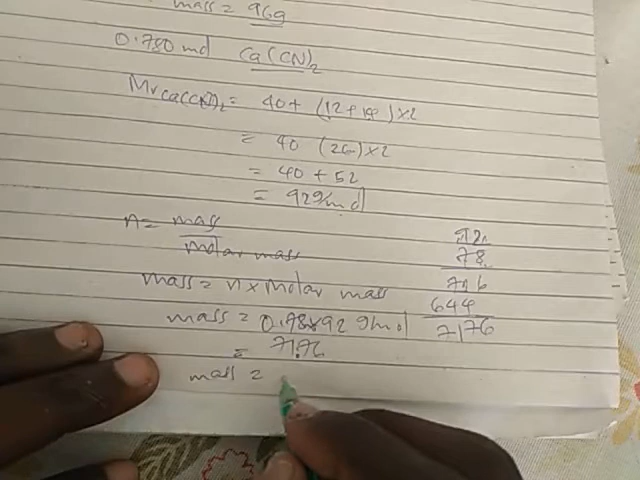 mass = 96g
0.780 mol Ca(CN)2
Mr Ca(CN)2 = 40 + (12+14) x 2
= 40 (26) x 2
= 40 + 52
= 92g/mol
n = mass
molar mass
mass = n x molar mass
mass = 0.78 x 92 g/mol
= 71.76
mass =
92
78
736
644
7176